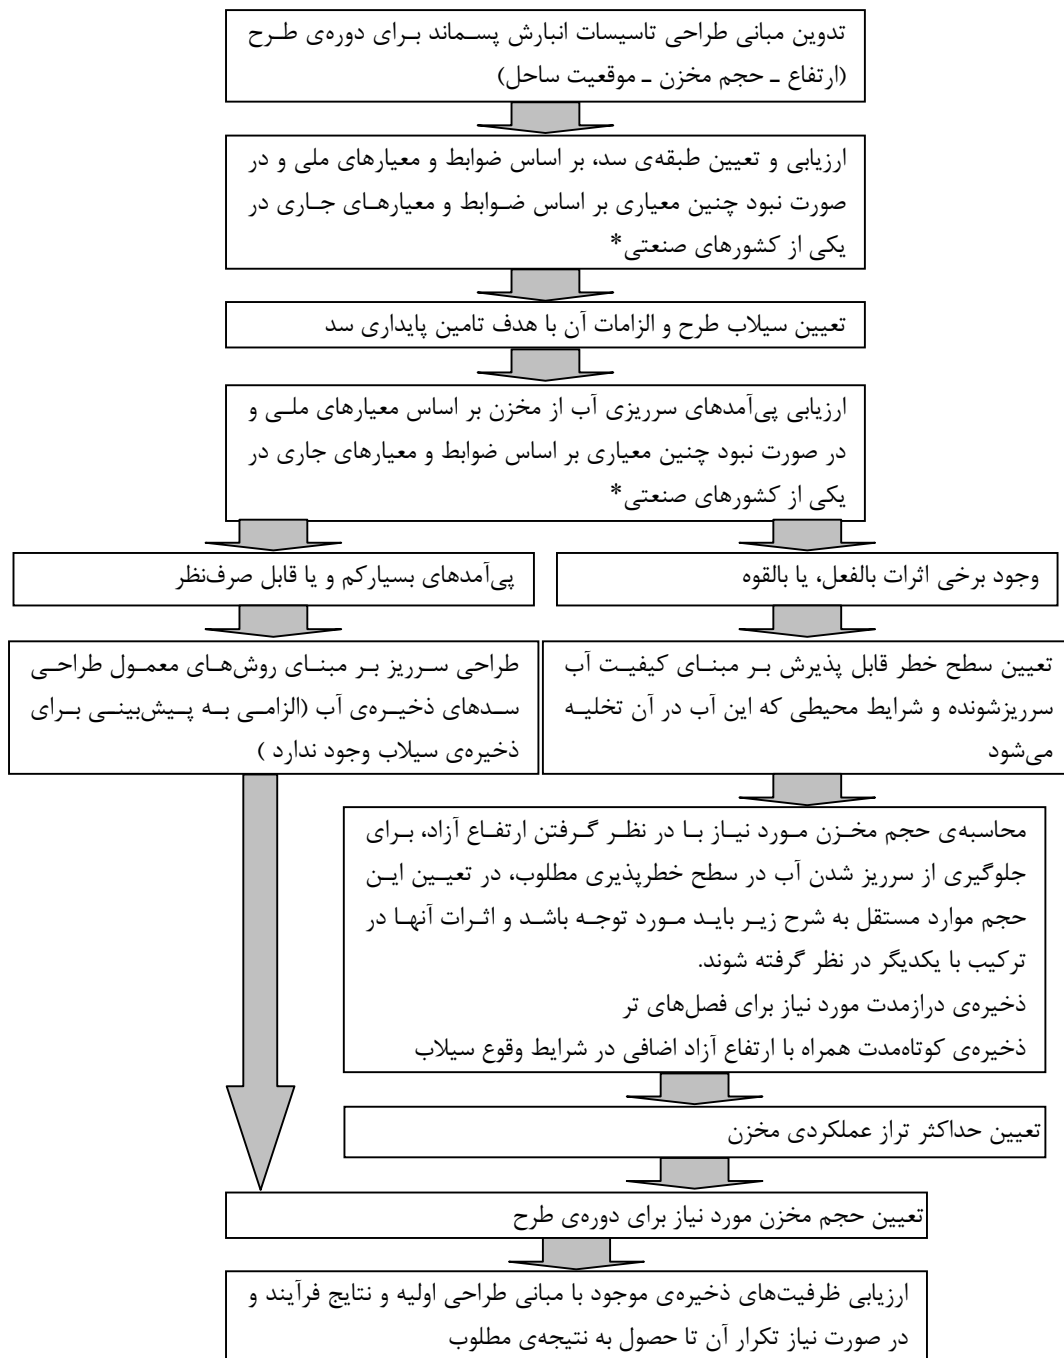 تدوین مبانی طراحی تاسیسات انبارش پسماند برای دوره‌ی طرح
(ارتفاع ـ حجم مخزن ـ موقعیت ساحل)
ارزیابی و تعیین طبقه‌ی سد، بر اساس ضوابط و معیارهای ملی و در
صورت نبود چنین معیاری بر اساس ضوابط و معیارهای جاری در
یکی از کشورهای صنعتی*
تعیین سیلاب طرح و الزامات آن با هدف تامین پایداری سد
ارزیابی پی‌آمدهای سرریزی آب از مخزن بر اساس معیارهای ملی و
در صورت نبود چنین معیاری بر اساس ضوابط و معیارهای جاری در
یکی از کشورهای صنعتی*
وجود برخی اثرات بالفعل، یا بالقوه
پی‌آمدهای بسیارکم و یا قابل صرف‌نظر
تعیین سطح خطر قابل پذیرش بر مبنای کیفیت آب
سرریزشونده و شرایط محیطی که این آب در آن تخلیه
می‌شود
طراحی سرریز بر مبنای روش‌های معمول طراحی
سدهای ذخیره‌ی آب (الزامی به پیش‌بینی برای
ذخیره‌ی سیلاب وجود ندارد )
محاسبه‌ی حجم مخزن مورد نیاز با در نظر گرفتن ارتفاع آزاد، برای
جلوگیری از سرریز شدن آب در سطح خطرپذیری مطلوب، در تعیین این
حجم موارد مستقل به شرح زیر باید مورد توجه باشد و اثرات آنها در
ترکیب با یکدیگر در نظر گرفته شوند.
ذخیره‌ی درازمدت مورد نیاز برای فصل‌های تر
ذخیره‌ی کوتاه‌مدت همراه با ارتفاع آزاد اضافی در شرایط وقوع سیلاب
تعیین حداکثر تراز عملکردی مخزن
تعیین حجم مخزن مورد نیاز برای دوره‌ی طرح
ارزیابی ظرفیت‌های ذخیره‌ی موجود با مبانی طراحی اولیه و نتایج فرآیند و
در صورت نیاز تکرار آن تا حصول به نتیجه‌ی مطلوب